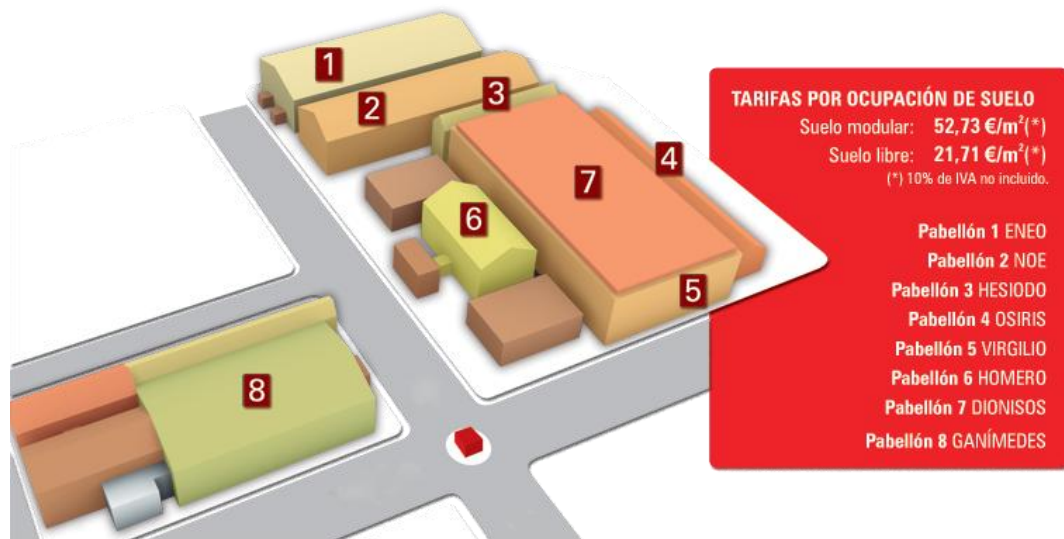 1
2
3
4
7
6
5
8
TARIFAS POR OCUPACIÓN DE SUELO
Suelo modular: 52,73 €/m²(*)
Suelo libre: 21,71 €/m²(*)
(*) 10% de IVA no incluido.
Pabellón 1 ENEO
Pabellón 2 NOE
Pabellón 3 HESIODO
Pabellón 4 OSIRIS
Pabellón 5 VIRGILIO
Pabellón 6 HOMERO
Pabellón 7 DIONISOS
Pabellón 8 GANÍMEDES